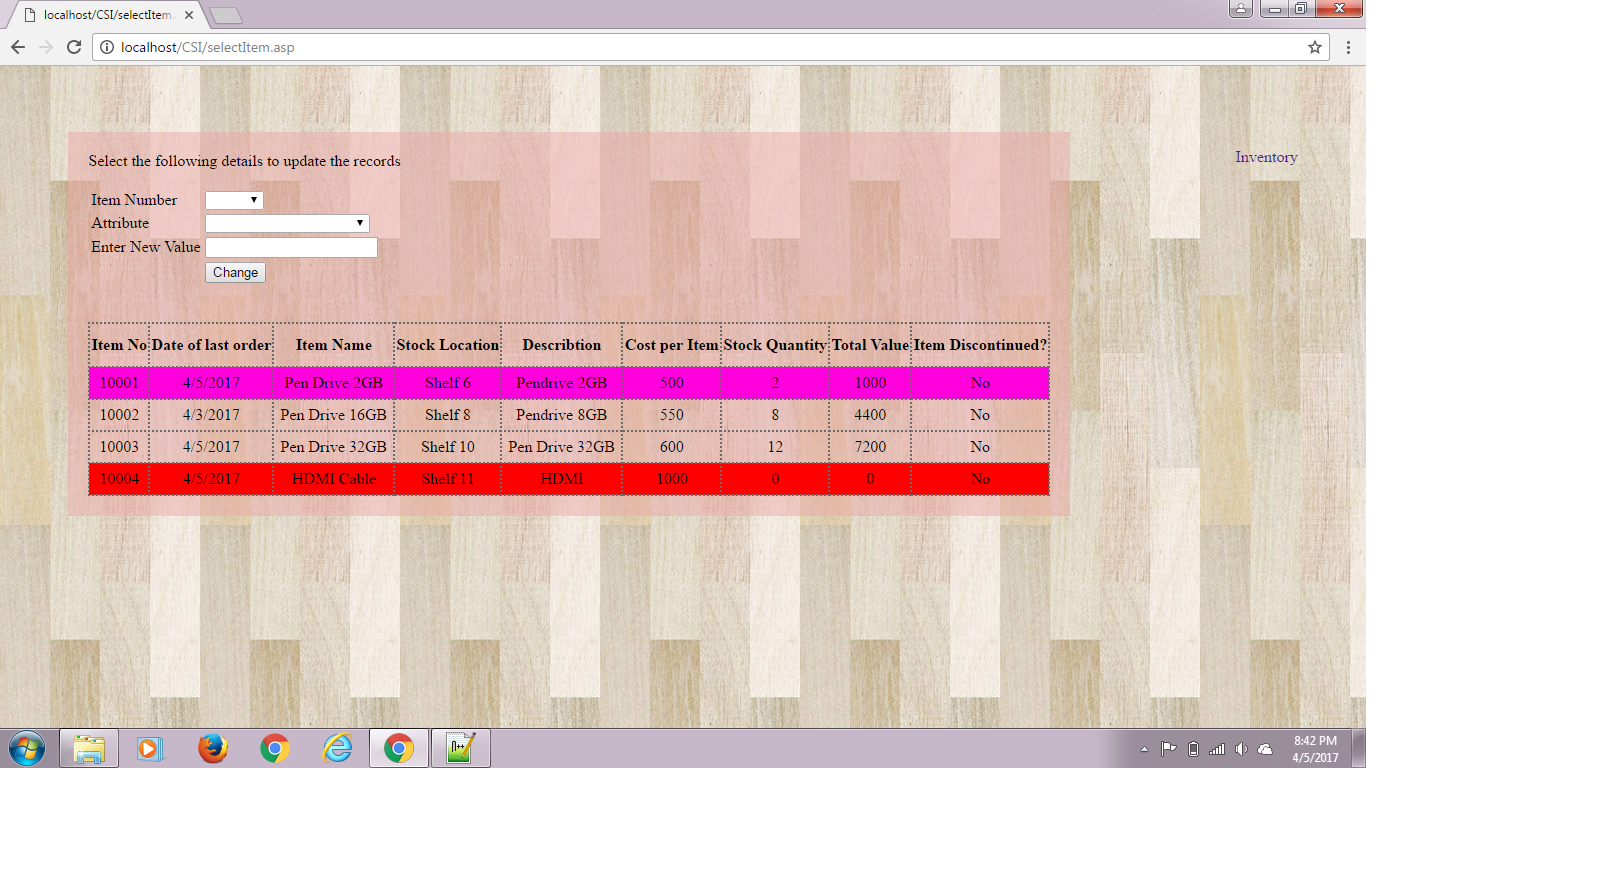 localhost/CSI/selectItem.
localhost/CSI/selectItem.asp
Select the following details to update the records
Inventory
Item Number
Attribute
Enter New Value
Change
Item No Date of last order Item Name Stock Location Describtion Cost per Item Stock Quantity Total Value Item Discontinued?
10001 4/5/2017 Pen Drive 2GB Shelf 6 Pendrive 2GB 500 2 1000 No
10002 4/3/2017 Pen Drive 16GB Shelf 8 Pendrive 8GB 550 8 4400 No
10003 4/5/2017 Pen Drive 32GB Shelf 10 Pen Drive 32GB 600 12 7200 No
10004 4/5/2017 HDMI Cable Shelf 11 HDMI 1000 0 0 No
8:42 PM
4/5/2017